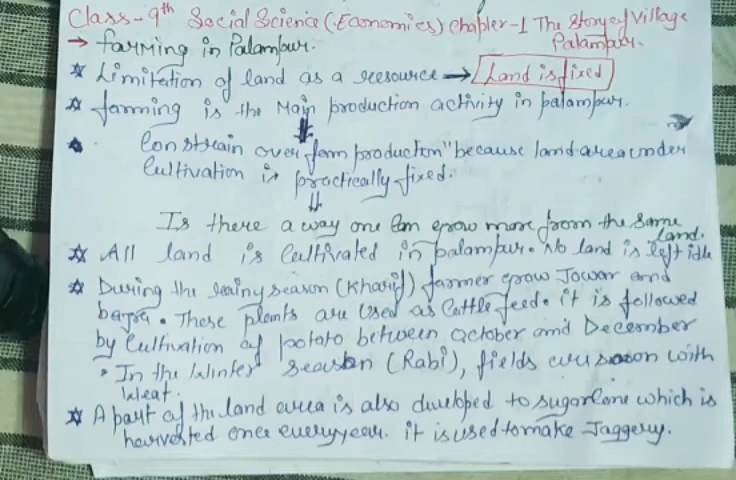 Class - 9th Social Science (Economics) Chapter-1 The Story of Village Palampur.
→ farming in Palampur.
☆ Limitation of land as a resource → Land is fixed
☆ farming is the Main production activity in palampur.
Constrain over farm production" because land area under
Cultivation is practically fixed.
Is there a way one Can grow more from the same land.
☆ All land is Cultivated in palampur. No land is left idle
☆ During the rainy season (Kharif) farmer grow Jowar and
bajra. These plants are used as Cattle feed. it is followed
by Cultivation of potato between October and December
• In the Winter season (Rabi), fields are with
Weat.
☆ A part of the land area is also to sugarcane which is
harvested once every year. it is used to make Jaggery.